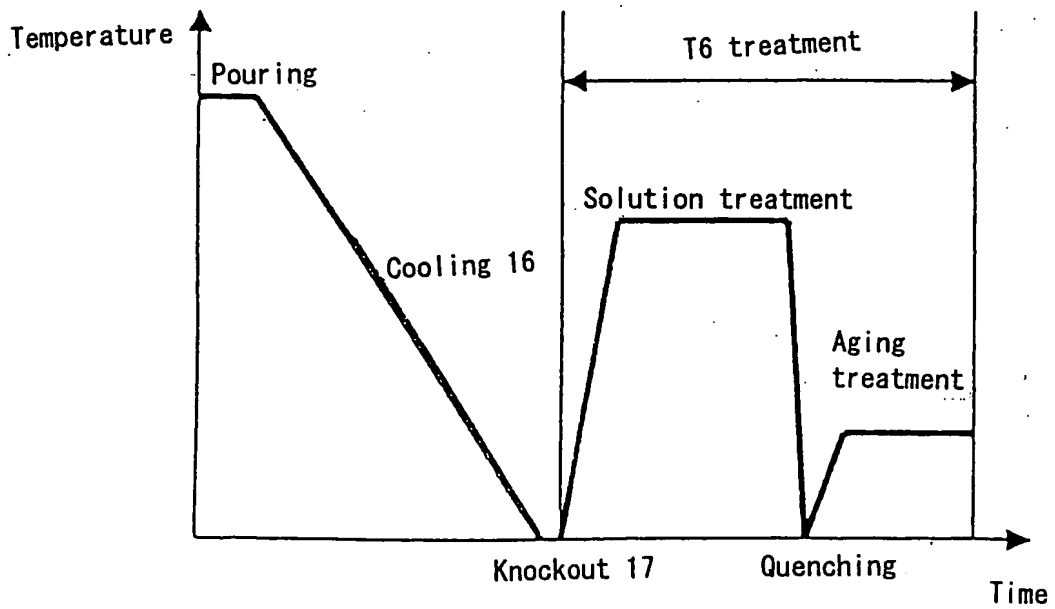 Temperature
T6 treatment
Pouring
Solution treatment
Cooling 16
Aging
treatment
Knockout 17
Quenching
Time